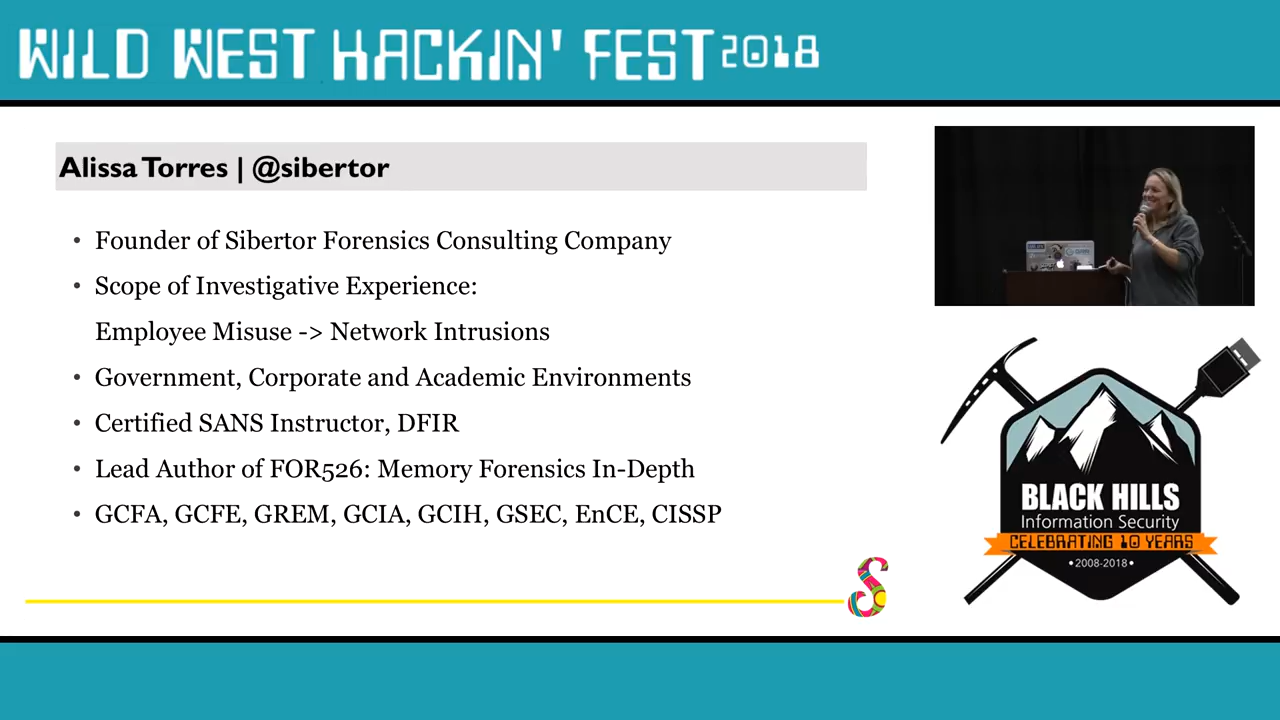 WILD WEST HACKIN' FEST 2018
Alissa Torres | @sibertor
• Founder of Sibertor Forensics Consulting Company
• Scope of Investigative Experience:
Employee Misuse -> Network Intrusions
• Government, Corporate and Academic Environments
• Certified SANS Instructor, DFIR
• Lead Author of FOR526: Memory Forensics In-Depth
• GCFA, GCFE, GREM, GCIA, GCIH, GSEC, EnCE, CISSP
S
BLACK HILLS
Information Security
CELEBRATING 10 YEARS
•2008-2018•